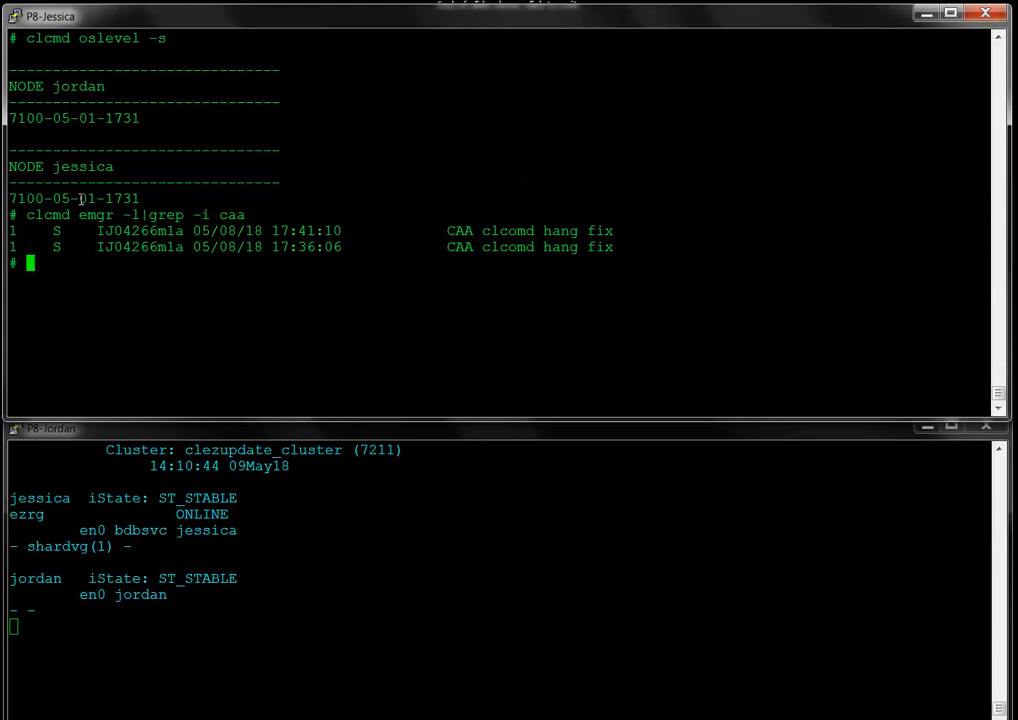 P8-Jessica
# clcmd oslevel -s
-------------------------------
NODE jordan
-------------------------------
7100-05-01-1731
-------------------------------
NODE jessica
-------------------------------
7100-05-01-1731
# clcmd emgr -l|grep -i caa
1    S    IJ04266m1a 05/08/18 17:41:10            CAA clcomd hang fix
1    S    IJ04266m1a 05/08/18 17:36:06            CAA clcomd hang fix
#
P8-Jordan
Cluster: clezupdate_cluster (7211)
14:10:44 09May18
jessica   iState: ST_STABLE
ezrg               ONLINE
en0 bdbsvc jessica
- shardvg(1) -
jordan   iState: ST_STABLE
en0 jordan
- -